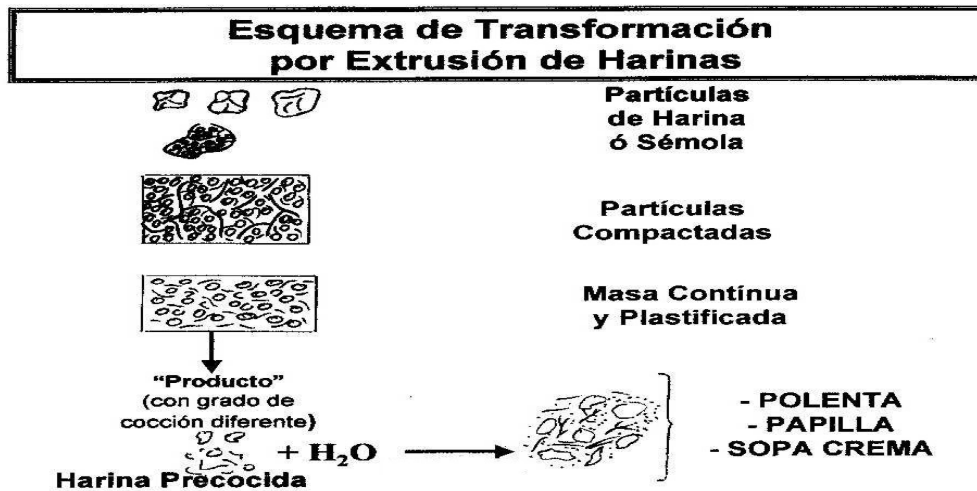 Esquema de Transformación
por Extrusión de Harinas
Partículas
de Harina
ó Sémola
Partículas
Compactadas
Masa Contínua
y Plastificada
“Producto”
(con grado de
cocción diferente)
+ H₂O
Harina Precocida
- POLENTA
- PAPILLA
- SOPA CREMA